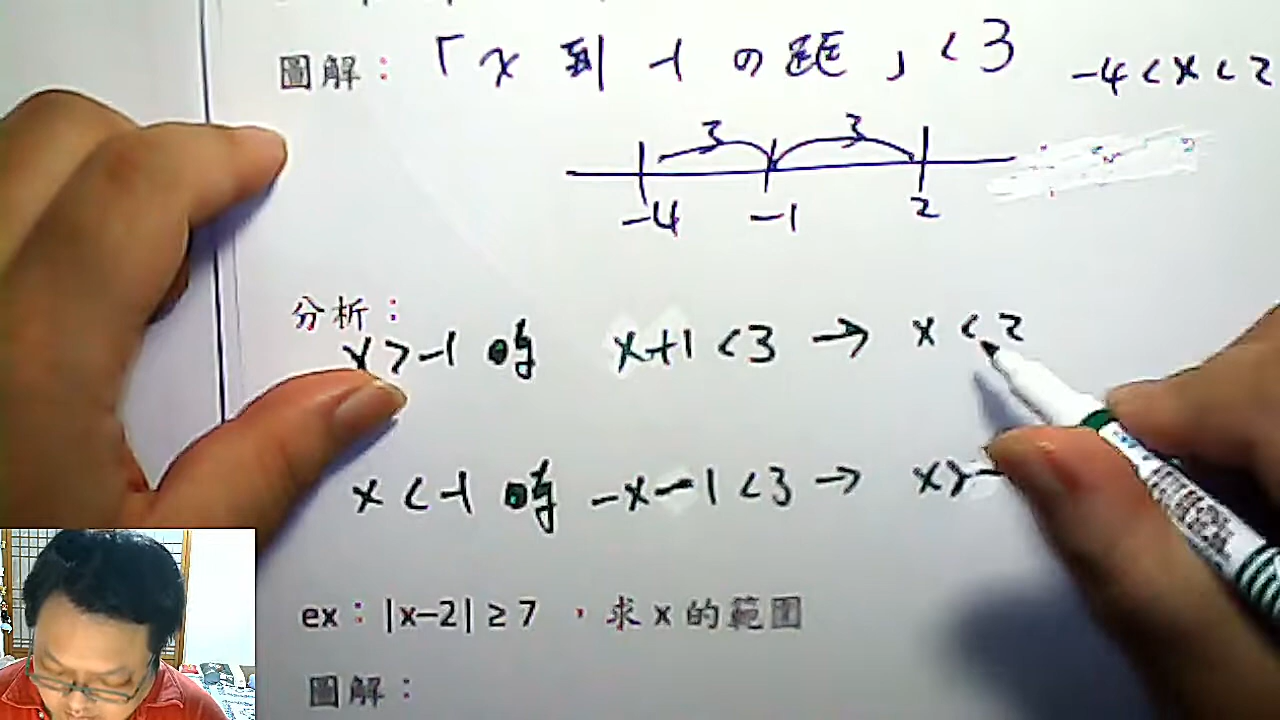 圖解：「x 到 -1 の距」< 3
-4 < x < 2
3 3
-4 -1 2
分析：
x > -1 時 x+1 < 3 → x < 2
x < -1 時 -x-1 < 3 → x > -
ex：|x-2| ≥ 7 ，求 x 的範圍
圖解：